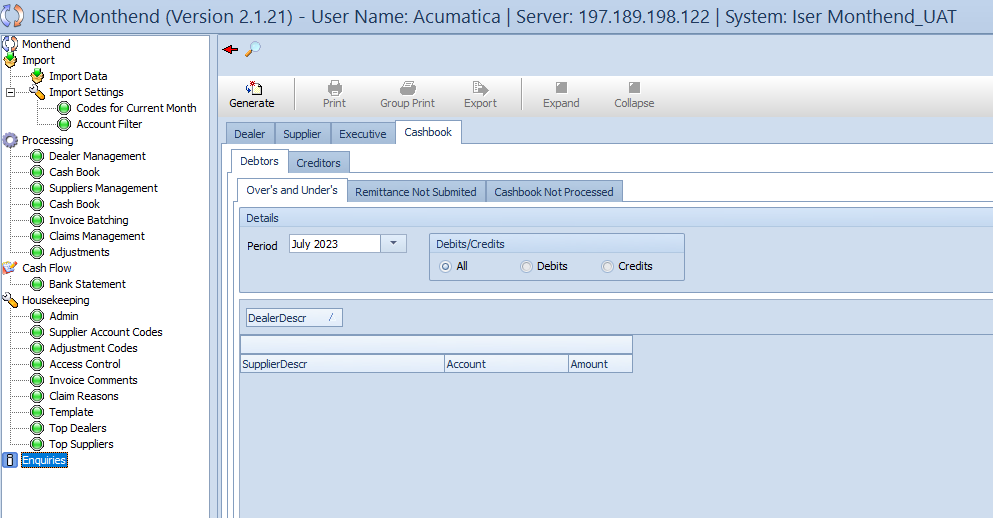 ISER Monthend (Version 2.1.21) - User Name: Acumatica | Server: 197.189.198.122 | System: Iser Monthend_UAT
Monthend
Import
Import Data
Import Settings
Codes for Current Month
Account Filter
Processing
Dealer Management
Cash Book
Suppliers Management
Cash Book
Invoice Batching
Claims Management
Adjustments
Cash Flow
Bank Statement
Housekeeping
Admin
Supplier Account Codes
Adjustment Codes
Access Control
Invoice Comments
Claim Reasons
Template
Top Dealers
Top Suppliers
Enquiries
Generate Print Group Print Export Expand Collapse
Dealer Supplier Executive Cashbook
Debtors Creditors
Over's and Under's Remittance Not Submited Cashbook Not Processed
Details
Period July 2023
Debits/Credits
All Debits Credits
DealerDescr /
SupplierDescr Account Amount